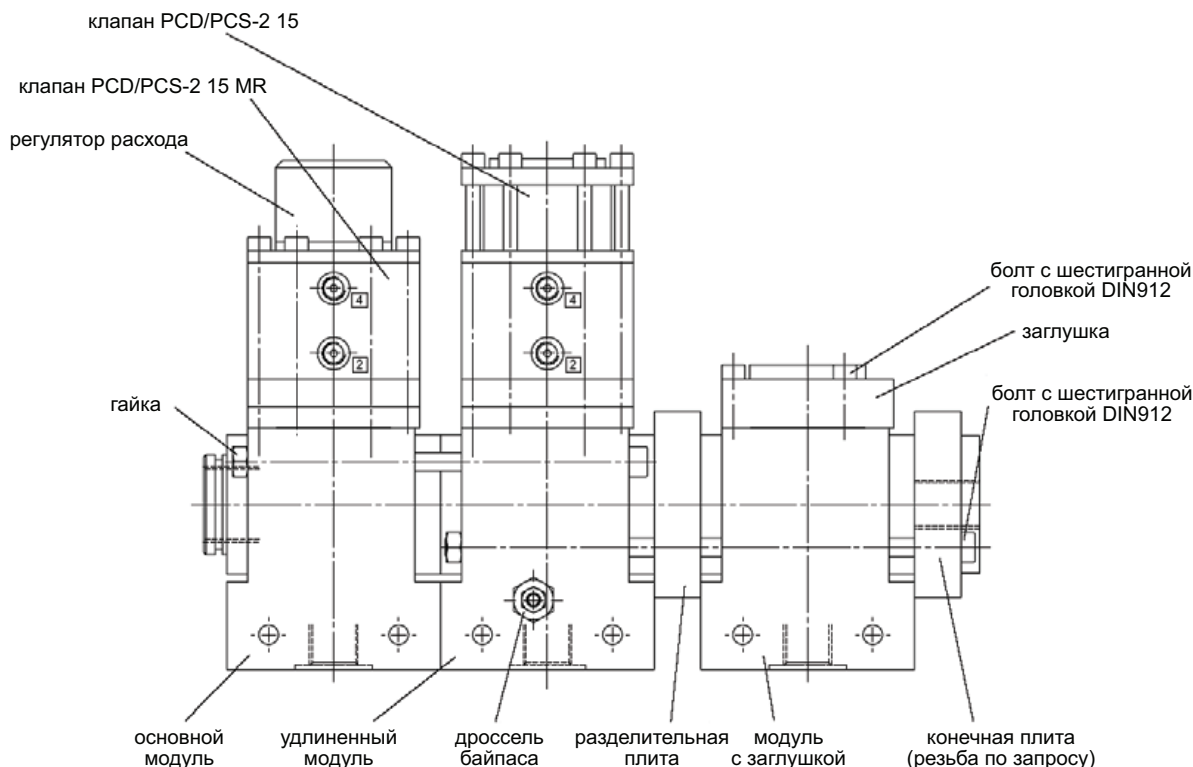 клапан PCD/PCS-2 15
клапан PCD/PCS-2 15 MR
регулятор расхода
болт с шестигранной
головкой DIN912
заглушка
болт с шестигранной
головкой DIN912
гайка
4
2
4
2
основной
модуль
удлиненный
модуль
дроссель
байпаса
разделительная
плита
модуль
с заглушкой
конечная плита
(резьба по запросу)